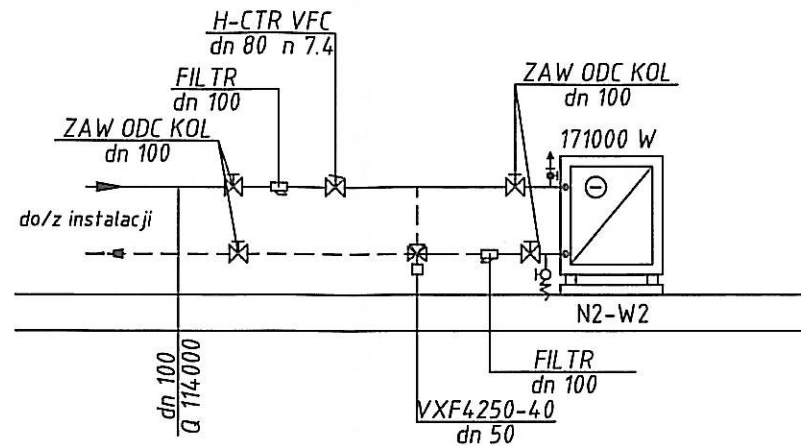 H-CTR VFC
dn 80 n 7.4
FILTR
dn 100
ZAW ODC KOL
dn 100
ZAW ODC KOL
dn 100
171000 W
do/z instalacji
N2-W2
dn 100
Q 114000
FILTR
dn 100
VXF4250-40
dn 50